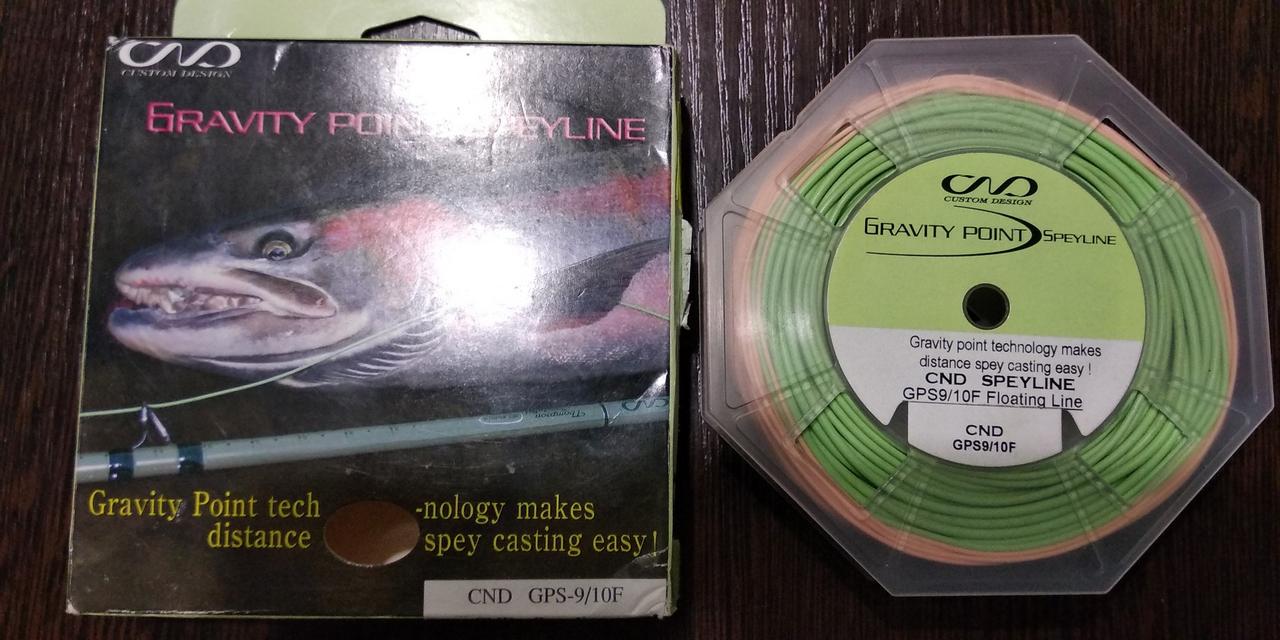 CND
CUSTOM DESIGN
GRAVITY POINT SPEYLINE
Thompson
CND
Gravity Point tech -nology makes
distance spey casting easy!
CND GPS-9/10F
CND
CUSTOM DESIGN
GRAVITY POINT SPEYLINE
Gravity point technology makes
distance spey casting easy!
CND SPEYLINE
GPS9/10F Floating Line
CND
GPS9/10F